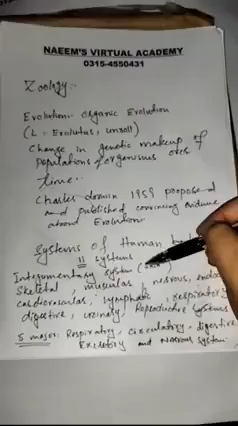 NAEEM's VIRTUAL ACADEMY
0315-4550431
Zoology:-
Evolution: organic Evolution
(L = Evolutus, unroll)
Change in genetic makeup of
populations of organisms over
time..
Charles darwin 1959 proposed
and published convincing evidence
about Evolution.
Systems of Human
11 systems
Integumentary system (skin)
Skeletal muscular, nervous,
cardiovascular, lymphatic, respiratory
digestive, urinary, Reproductive Systems
5 major: Respiratory, circulatory, digestive
Excretory and Nervous System.